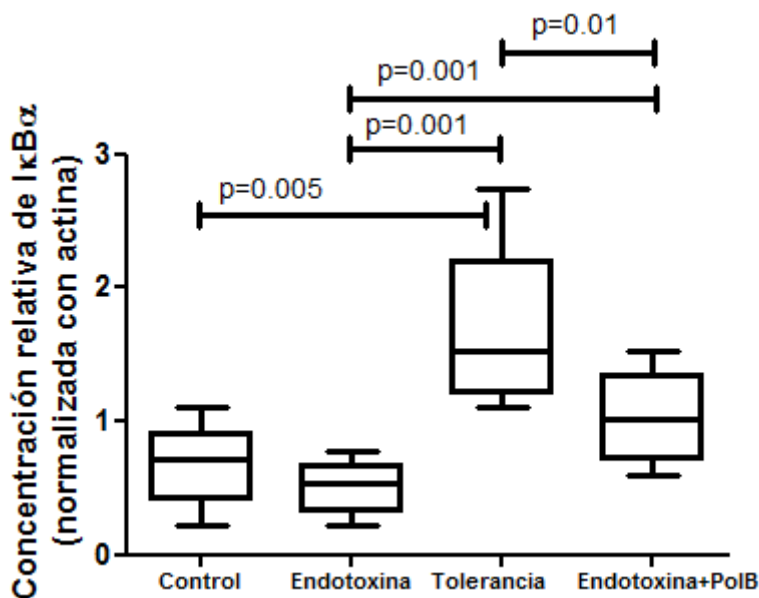 p=0.01
p=0.001
p=0.001
p=0.005
Concentración relativa de IκBα
(normalizada con actina)
3
2
1
0
Control
Endotoxina
Tolerancia
Endotoxina+PolB